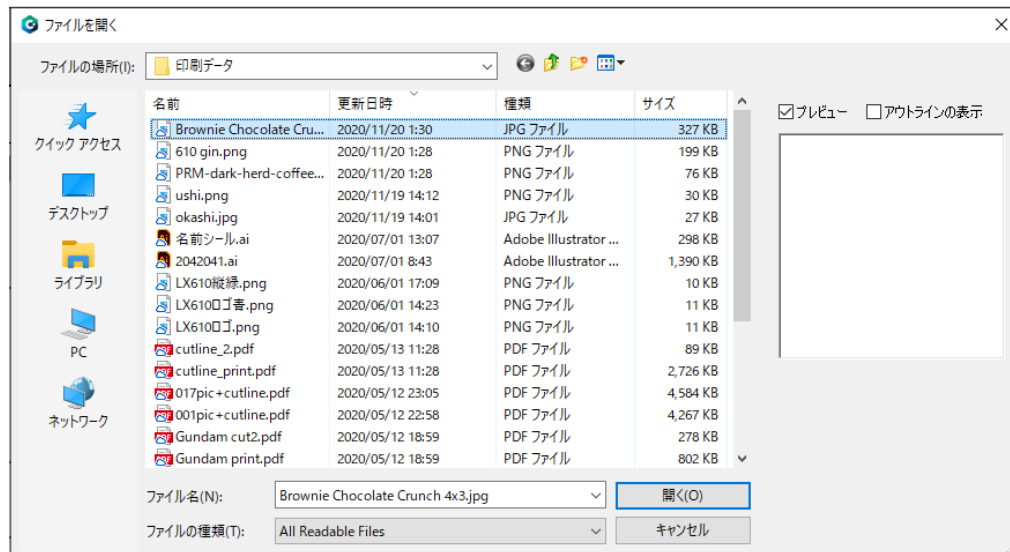 ファイルを開く
ファイルの場所(I): 印刷データ
クイック アクセス
デスクトップ
ライブラリ
PC
ネットワーク
名前 更新日時 種類 サイズ
Brownie Chocolate Cru... 2020/11/20 1:30 JPG ファイル 327 KB
610 gin.png 2020/11/20 1:28 PNG ファイル 199 KB
PRM-dark-herd-coffee... 2020/11/20 1:28 PNG ファイル 76 KB
ushi.png 2020/11/19 14:12 PNG ファイル 30 KB
okashi.jpg 2020/11/19 14:01 JPG ファイル 27 KB
名前シール.ai 2020/07/01 13:07 Adobe Illustrator ... 298 KB
2042041.ai 2020/07/01 8:43 Adobe Illustrator ... 1,390 KB
LX610縦緑.png 2020/06/01 17:09 PNG ファイル 10 KB
LX610ロゴ書.png 2020/06/01 14:23 PNG ファイル 11 KB
LX610ロゴ.png 2020/06/01 14:10 PNG ファイル 11 KB
cutline_2.pdf 2020/05/13 11:28 PDF ファイル 89 KB
cutline_print.pdf 2020/05/13 11:28 PDF ファイル 2,726 KB
017pic+cutline.pdf 2020/05/12 23:05 PDF ファイル 4,584 KB
001pic+cutline.pdf 2020/05/12 22:58 PDF ファイル 4,267 KB
Gundam cut2.pdf 2020/05/12 18:59 PDF ファイル 278 KB
Gundam print.pdf 2020/05/12 18:59 PDF ファイル 802 KB
プレビュー アウトラインの表示
ファイル名(N): Brownie Chocolate Crunch 4x3.jpg 開く(O)
ファイルの種類(T): All Readable Files キャンセル